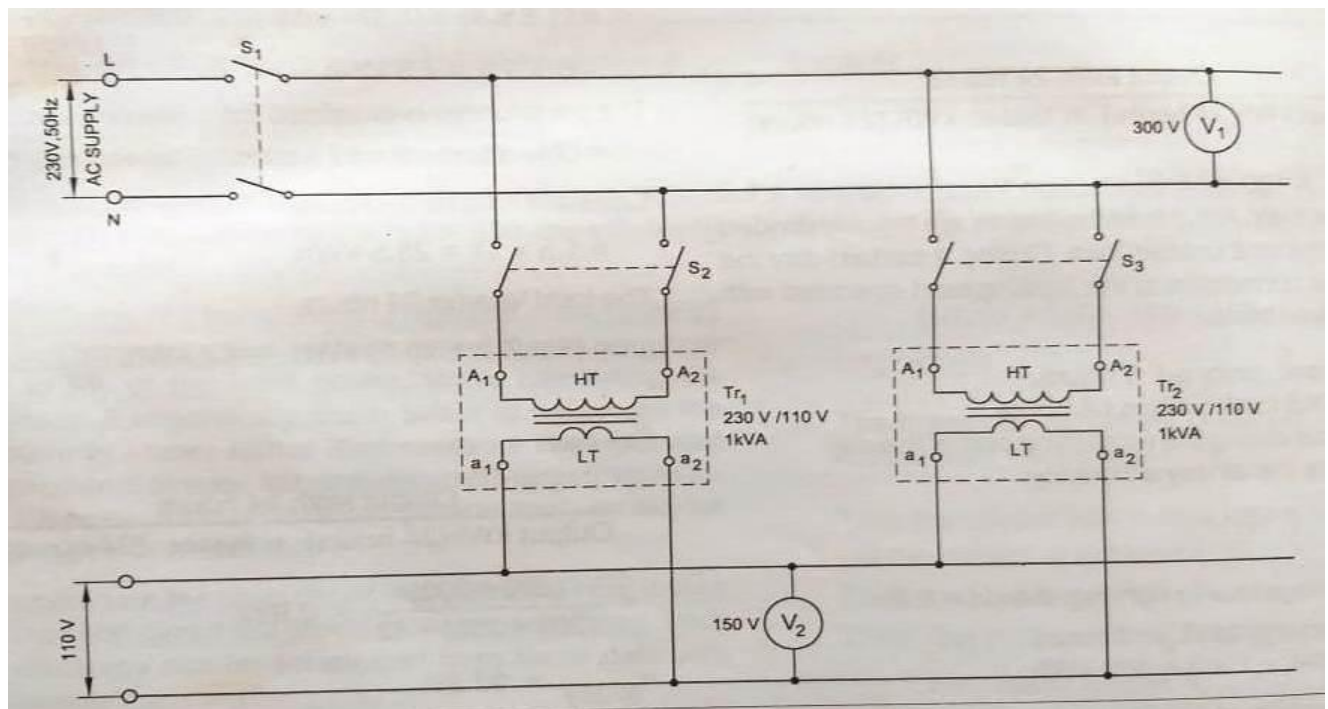 L
S1
230V,50Hz
AC SUPPLY
N
300 V
V1
S2
S3
A1
HT
A2
Tr1
230 V /110 V
1kVA
a1
LT
a2
A1
HT
A2
Tr2
230 V /110 V
1kVA
a1
LT
a2
110 V
150 V
V2